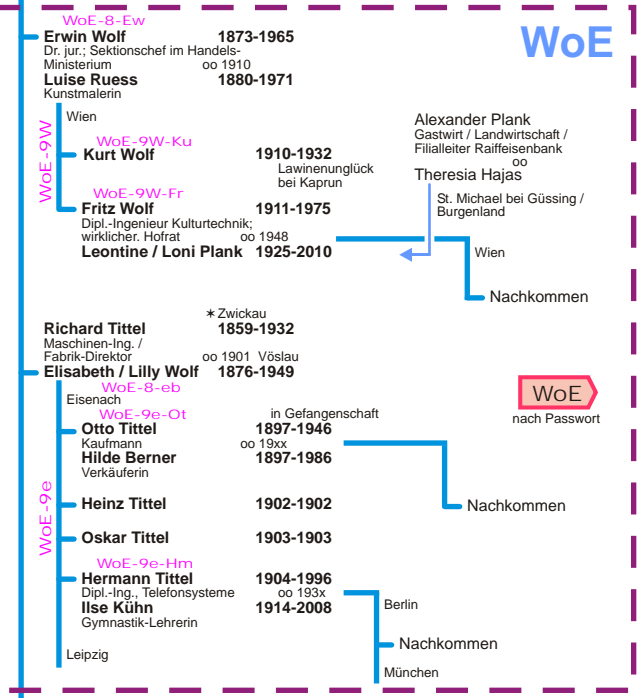 WoE-8-Ew
Erwin Wolf 1873-1965
Dr. jur.; Sektionschef im Handels-
Ministerium oo 1910
Luise Ruess 1880-1971
Kunstmalerin
WoE
Wien
WoE-9W
WoE-9W-Ku
Kurt Wolf 1910-1932
Lawinenunglück
bei Kaprun
WoE-9W-Fr
Fritz Wolf 1911-1975
Dipl.-Ingenieur Kulturtechnik;
wirklicher. Hofrat oo 1948
Leontine / Loni Plank 1925-2010
Alexander Plank
Gastwirt / Landwirtschaft /
Filialleiter Raiffeisenbank
oo
Theresia Hajas
St. Michael bei Güssing /
Burgenland
Wien
Nachkommen
✶ Zwickau
Richard Tittel 1859-1932
Maschinen-Ing. /
Fabrik-Direktor oo 1901 Vöslau
Elisabeth / Lilly Wolf 1876-1949
WoE-8-eb
Eisenach
WoE-9e
WoE-9e-Ot
in Gefangenschaft
Otto Tittel 1897-1946
Kaufmann oo 19xx
Hilde Berner 1897-1986
Verkäuferin
WoE
nach Passwort
Nachkommen
Heinz Tittel 1902-1902
Oskar Tittel 1903-1903
WoE-9e-Hm
Hermann Tittel 1904-1996
Dipl.-Ing., Telefonsysteme oo 193x
Ilse Kühn 1914-2008
Gymnastik-Lehrerin
Berlin
Nachkommen
München
Leipzig